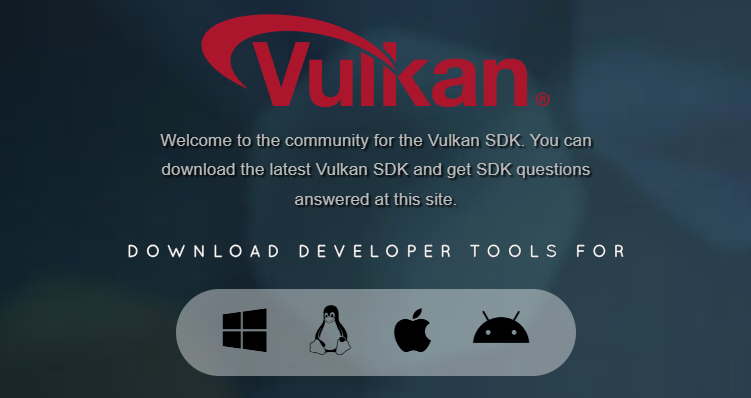 Vulkan®
Welcome to the community for the Vulkan SDK. You can
download the latest Vulkan SDK and get SDK questions
answered at this site.
DOWNLOAD DEVELOPER TOOLS FOR